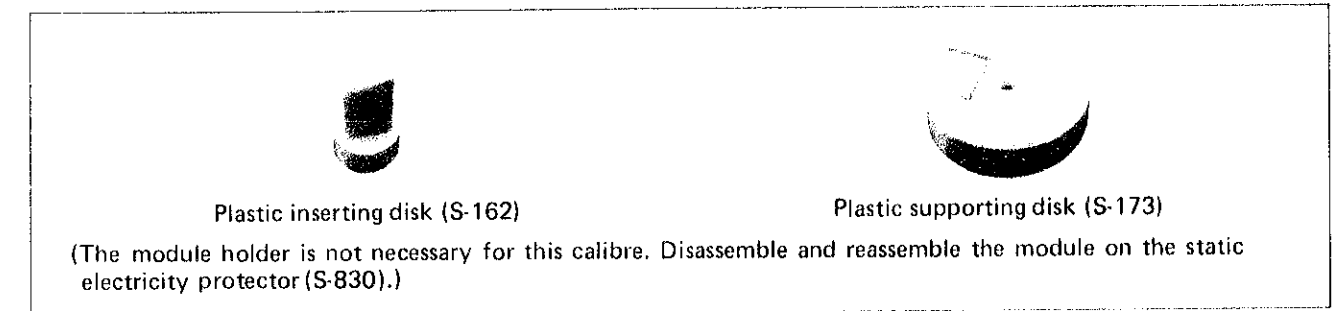 Plastic inserting disk (S-162)
Plastic supporting disk (S-173)
(The module holder is not necessary for this calibre. Disassemble and reassemble the module on the static
electricity protector (S-830).)